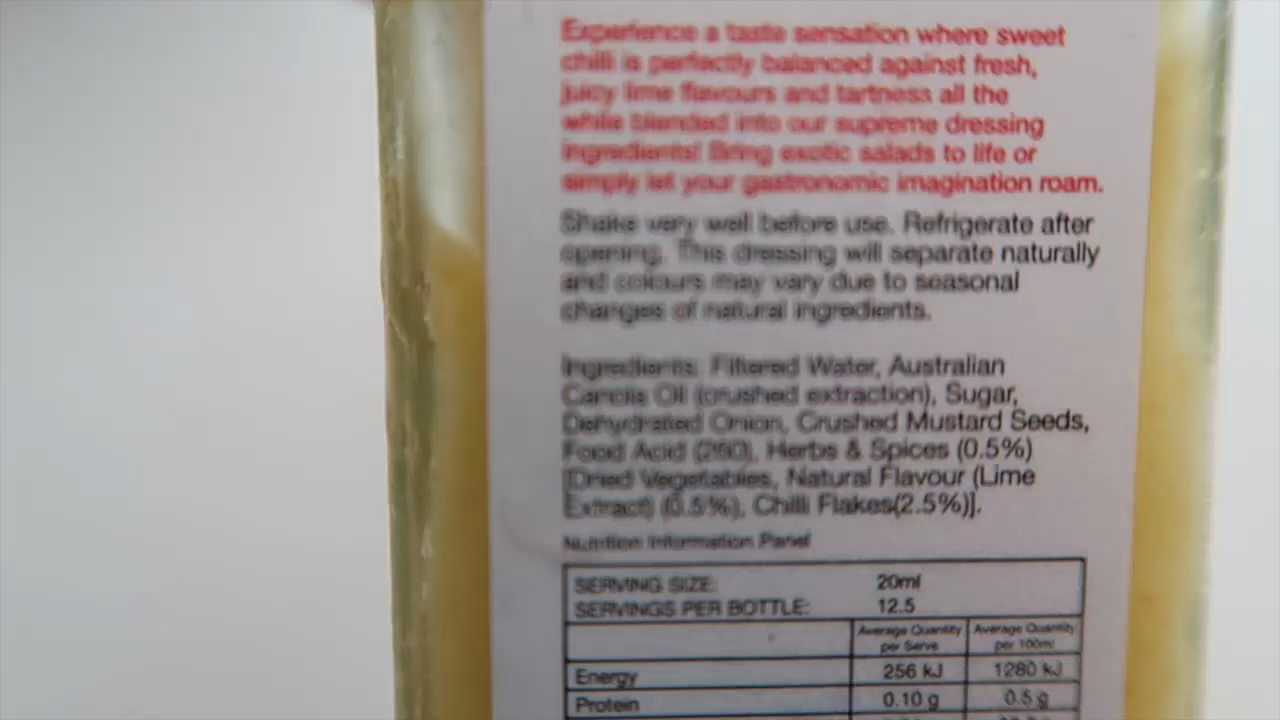 Experience a taste sensation where sweet
chilli is perfectly balanced against fresh,
juicy lime flavours and tartness all the
while blended into our supreme dressing
ingredients! Bring exotic salads to life or
simply let your gastronomic imagination roam.
Shake very well before use. Refrigerate after
opening. This dressing will separate naturally
and colours may vary due to seasonal
changes of natural ingredients.
Ingredients: Filtered Water, Australian
Canola Oil (crushed extraction), Sugar,
Dehydrated Onion, Crushed Mustard Seeds,
Food Acid (260), Herbs & Spices (0.5%)
[Dried Vegetables, Natural Flavour (Lime
Extract) (0.5%), Chilli Flakes(2.5%)].
Nutrition Information Panel
SERVING SIZE: 20ml
SERVINGS PER BOTTLE: 12.5
Average Quantity per Serve Average Quantity per 100ml
Energy 256 kJ 1280 kJ
Protein 0.10 g 0.5 g